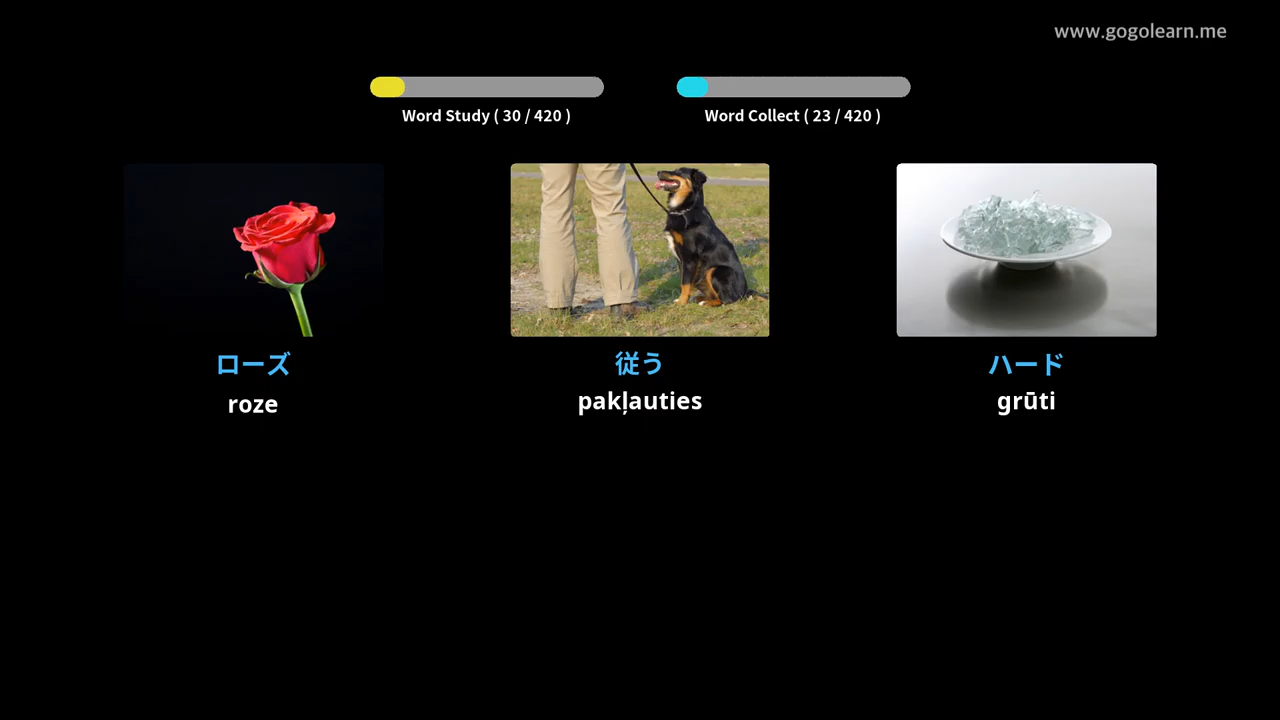 www.gogolearn.me
Word Study ( 30 / 420 )
Word Collect ( 23 / 420 )
ローズ
roze
従う
pakļauties
ハード
grūti